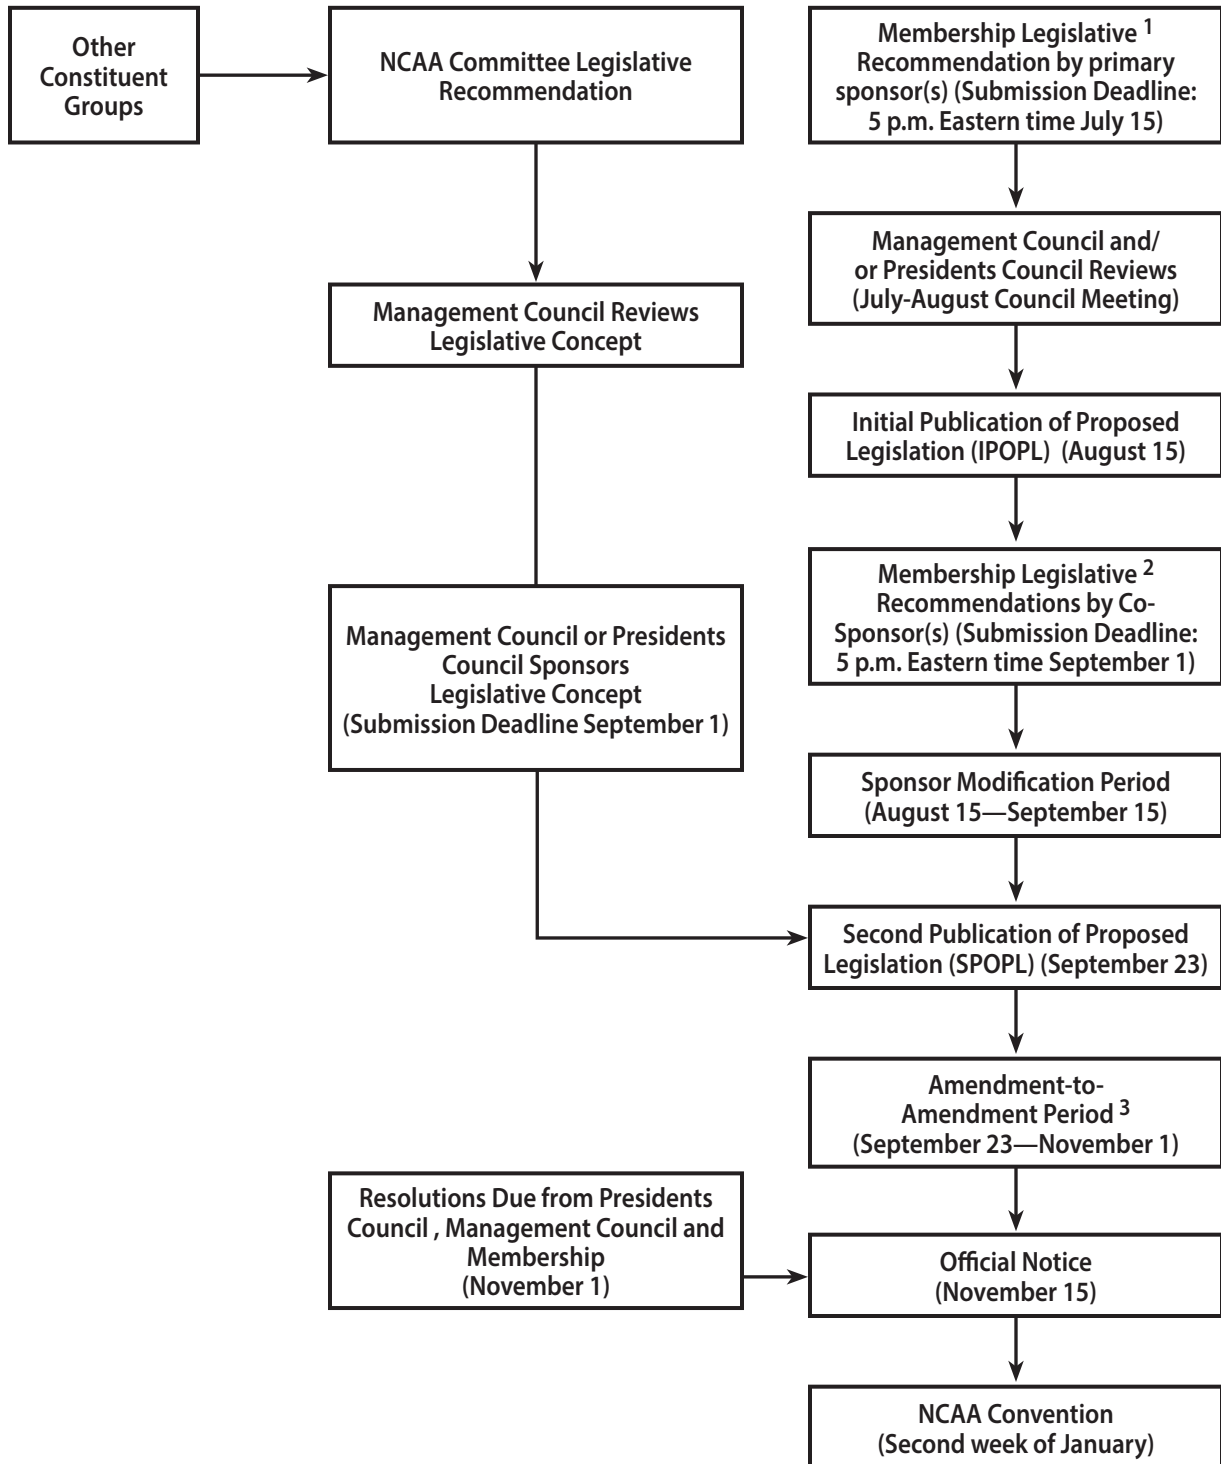 Other
Constituent
Groups
NCAA Committee Legislative
Recommendation
Membership Legislative 1
Recommendation by primary
sponsor(s) (Submission Deadline:
5 p.m. Eastern time July 15)
Management Council and/
or Presidents Council Reviews
(July-August Council Meeting)
Management Council Reviews
Legislative Concept
Initial Publication of Proposed
Legislation (IPOPL) (August 15)
Membership Legislative 2
Recommendations by Co-
Sponsor(s) (Submission Deadline:
5 p.m. Eastern time September 1)
Management Council or Presidents
Council Sponsors
Legislative Concept
(Submission Deadline September 1)
Sponsor Modification Period
(August 15—September 15)
Second Publication of Proposed
Legislation (SPOPL) (September 23)
Amendment-to-
Amendment Period 3
(September 23—November 1)
Resolutions Due from Presidents
Council , Management Council and
Membership
(November 1)
Official Notice
(November 15)
NCAA Convention
(Second week of January)